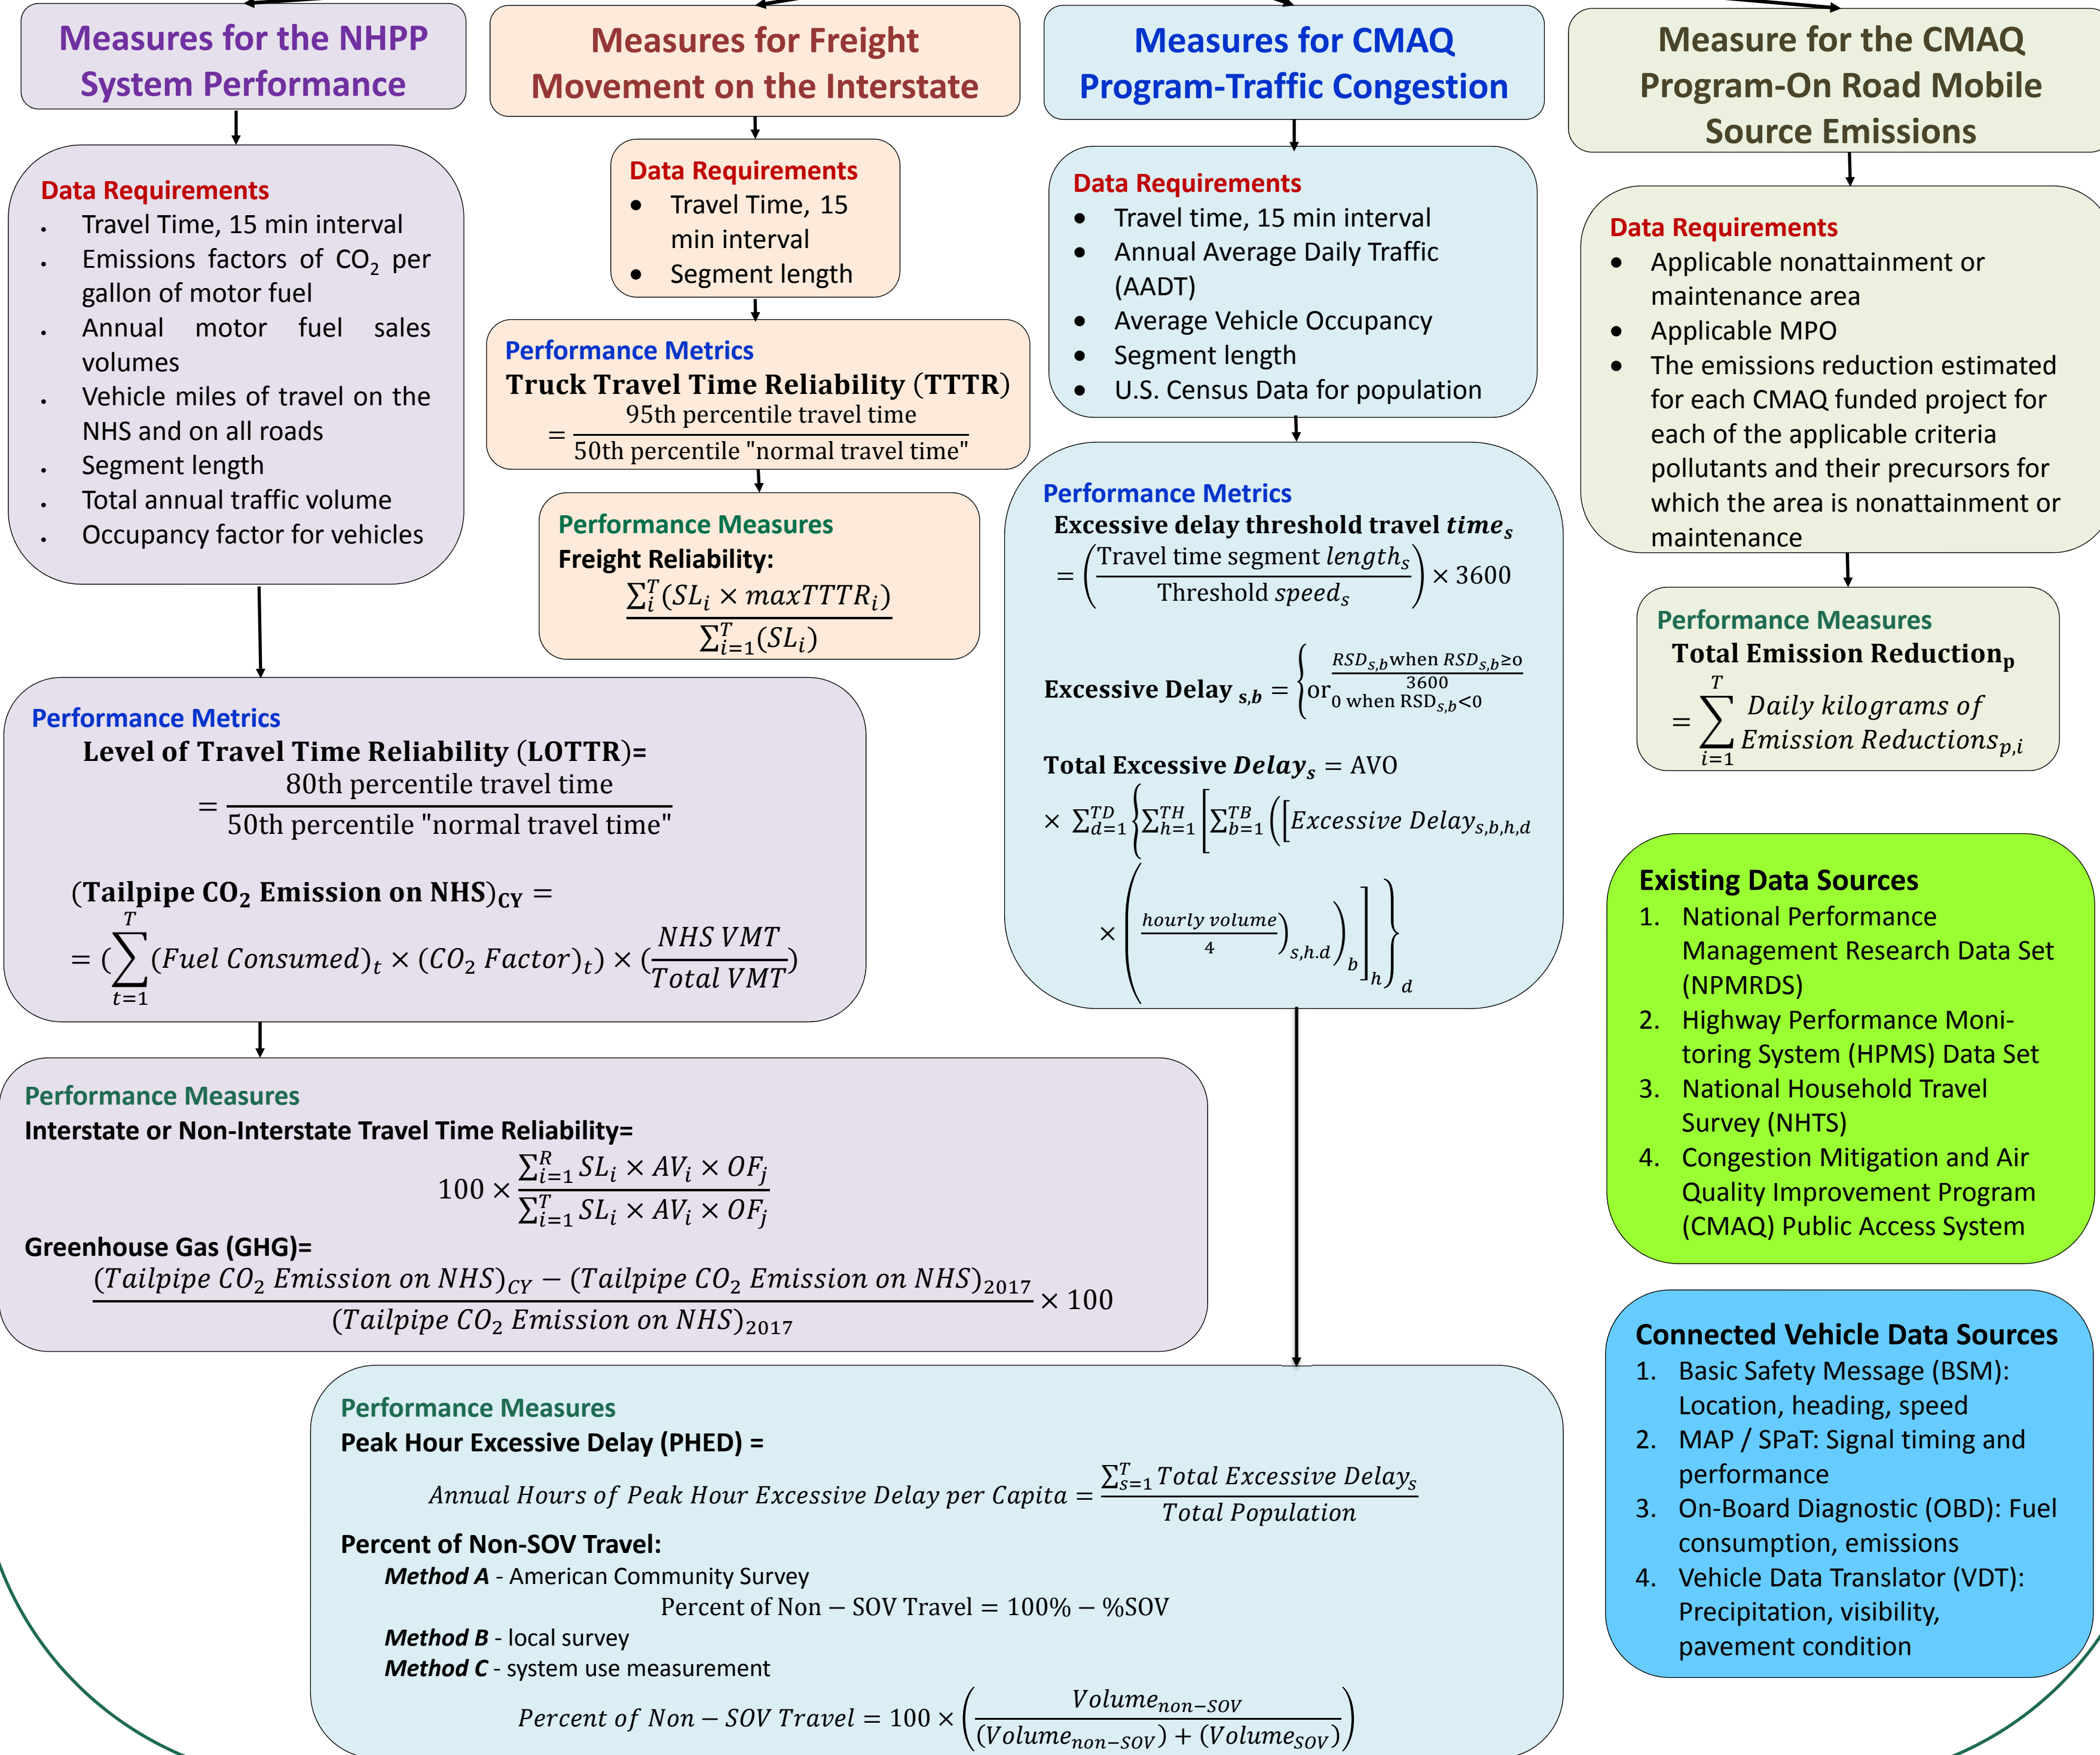 Measures for the NHPP
System Performance
Data Requirements
. Travel Time, 15 min interval
. Emissions factors of CO₂ per
gallon of motor fuel
. Annual motor fuel sales
volumes
. Vehicle miles of travel on the
NHS and on all roads
. Segment length
. Total annual traffic volume
. Occupancy factor for vehicles
Performance Metrics
Level of Travel Time Reliability (LOTTR)=
= 80th percentile travel time / 50th percentile "normal travel time"
(Tailpipe CO₂ Emission on NHS)_CY =
= (∑_{t=1}^{T} (Fuel Consumed)_t × (CO₂ Factor)_t) × (NHS VMT / Total VMT)
Performance Measures
Interstate or Non-Interstate Travel Time Reliability=
100 × ∑_{i=1}^{R} SL_i × AV_i × OF_j / ∑_{i=1}^{T} SL_i × AV_i × OF_j
Greenhouse Gas (GHG)=
(Tailpipe CO₂ Emission on NHS)_CY − (Tailpipe CO₂ Emission on NHS)_2017 / (Tailpipe CO₂ Emission on NHS)_2017 × 100
Measures for Freight
Movement on the Interstate
Data Requirements
• Travel Time, 15
min interval
• Segment length
Performance Metrics
Truck Travel Time Reliability (TTTR)
= 95th percentile travel time / 50th percentile "normal travel time"
Performance Measures
Freight Reliability:
∑_{i}^{T}(SL_i × maxTTTR_i) / ∑_{i=1}^{T}(SL_i)
Measures for CMAQ
Program-Traffic Congestion
Data Requirements
• Travel time, 15 min interval
• Annual Average Daily Traffic
(AADT)
• Average Vehicle Occupancy
• Segment length
• U.S. Census Data for population
Performance Metrics
Excessive delay threshold travel time_s
= (Travel time segment length_s / Threshold speed_s) × 3600
Excessive Delay _{s,b} = { RSD_{s,b} when RSD_{s,b}≥o / 3600
or 0 when RSD_{s,b}<0
Total Excessive Delay_s = AVO
× ∑_{d=1}^{TD} {∑_{h=1}^{TH} [∑_{b=1}^{TB} ([Excessive Delay_{s,b,h,d}
× (hourly volume / 4)_{s,h.d})_b]_h}_d
Performance Measures
Peak Hour Excessive Delay (PHED) =
Annual Hours of Peak Hour Excessive Delay per Capita = ∑_{s=1}^{T} Total Excessive Delay_s / Total Population
Percent of Non-SOV Travel:
Method A - American Community Survey
Percent of Non − SOV Travel = 100% − %SOV
Method B - local survey
Method C - system use measurement
Percent of Non − SOV Travel = 100 × (Volume_{non−SOV} / (Volume_{non−SOV}) + (Volume_{SOV}))
Measure for the CMAQ
Program-On Road Mobile
Source Emissions
Data Requirements
• Applicable nonattainment or
maintenance area
• Applicable MPO
• The emissions reduction estimated
for each CMAQ funded project for
each of the applicable criteria
pollutants and their precursors for
which the area is nonattainment or
maintenance
Performance Measures
Total Emission Reduction_p
= ∑_{i=1}^{T} Daily kilograms of
Emission Reductions_{p,i}
Existing Data Sources
1. National Performance
Management Research Data Set
(NPMRDS)
2. Highway Performance Moni-
toring System (HPMS) Data Set
3. National Household Travel
Survey (NHTS)
4. Congestion Mitigation and Air
Quality Improvement Program
(CMAQ) Public Access System
Connected Vehicle Data Sources
1. Basic Safety Message (BSM):
Location, heading, speed
2. MAP / SPaT: Signal timing and
performance
3. On-Board Diagnostic (OBD): Fuel
consumption, emissions
4. Vehicle Data Translator (VDT):
Precipitation, visibility,
pavement condition